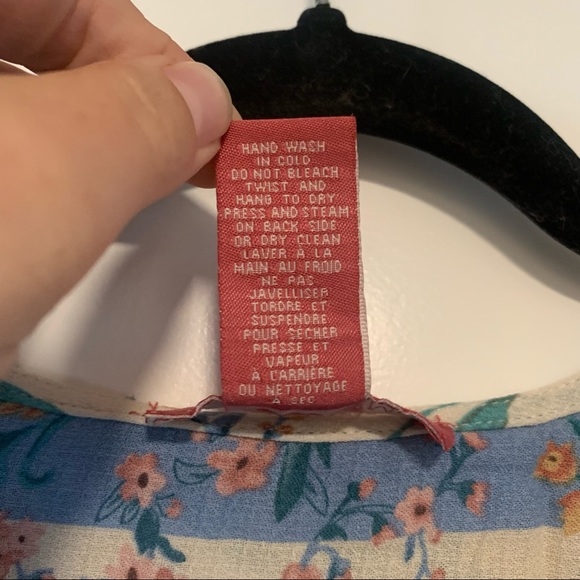 HAND WASH
IN COLD
DO NOT BLEACH
TWIST AND
HANG TO DRY
PRESS AND STEAM
ON BACK SIDE
OR DRY CLEAN
LAVER À LA
MAIN AU FROID
NE PAS
JAVELLISER
TORDRE ET
SUSPENDRE
POUR SÉCHER
PRESSE ET
VAPEUR
À L'ARRIÈRE
OU NETTOYAGE
À SEC